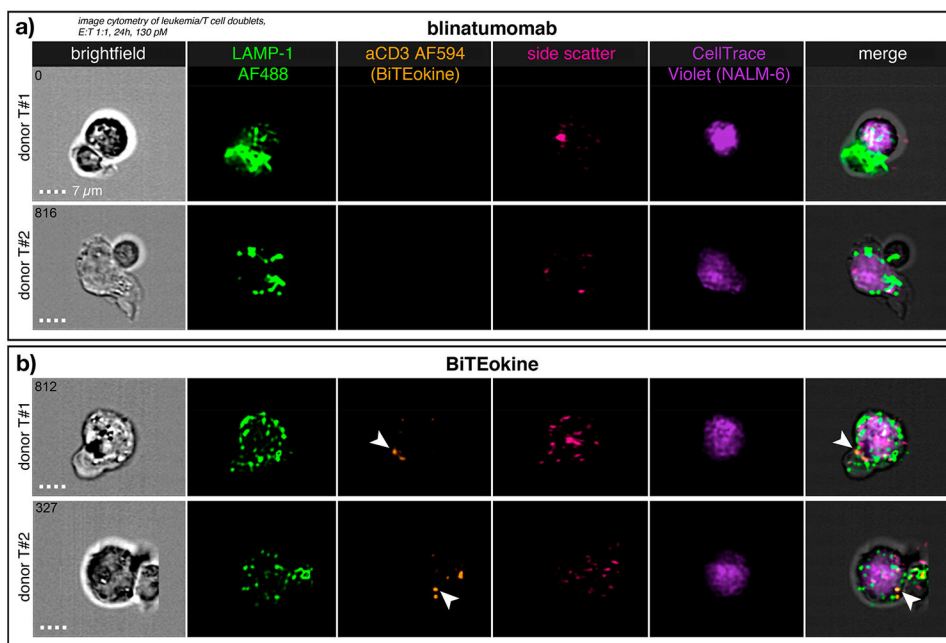 a)
image cytometry of leukemia/T cell doublets,
E:T 1:1, 24h, 130 pM
blinatumomab
brightfield
LAMP-1
AF488
aCD3 AF594
(BiTEokine)
side scatter
CellTrace
Violet (NALM-6)
merge
donor T#1
0
7 µm
donor T#2
816
b)
BiTEokine
donor T#1
812
donor T#2
327